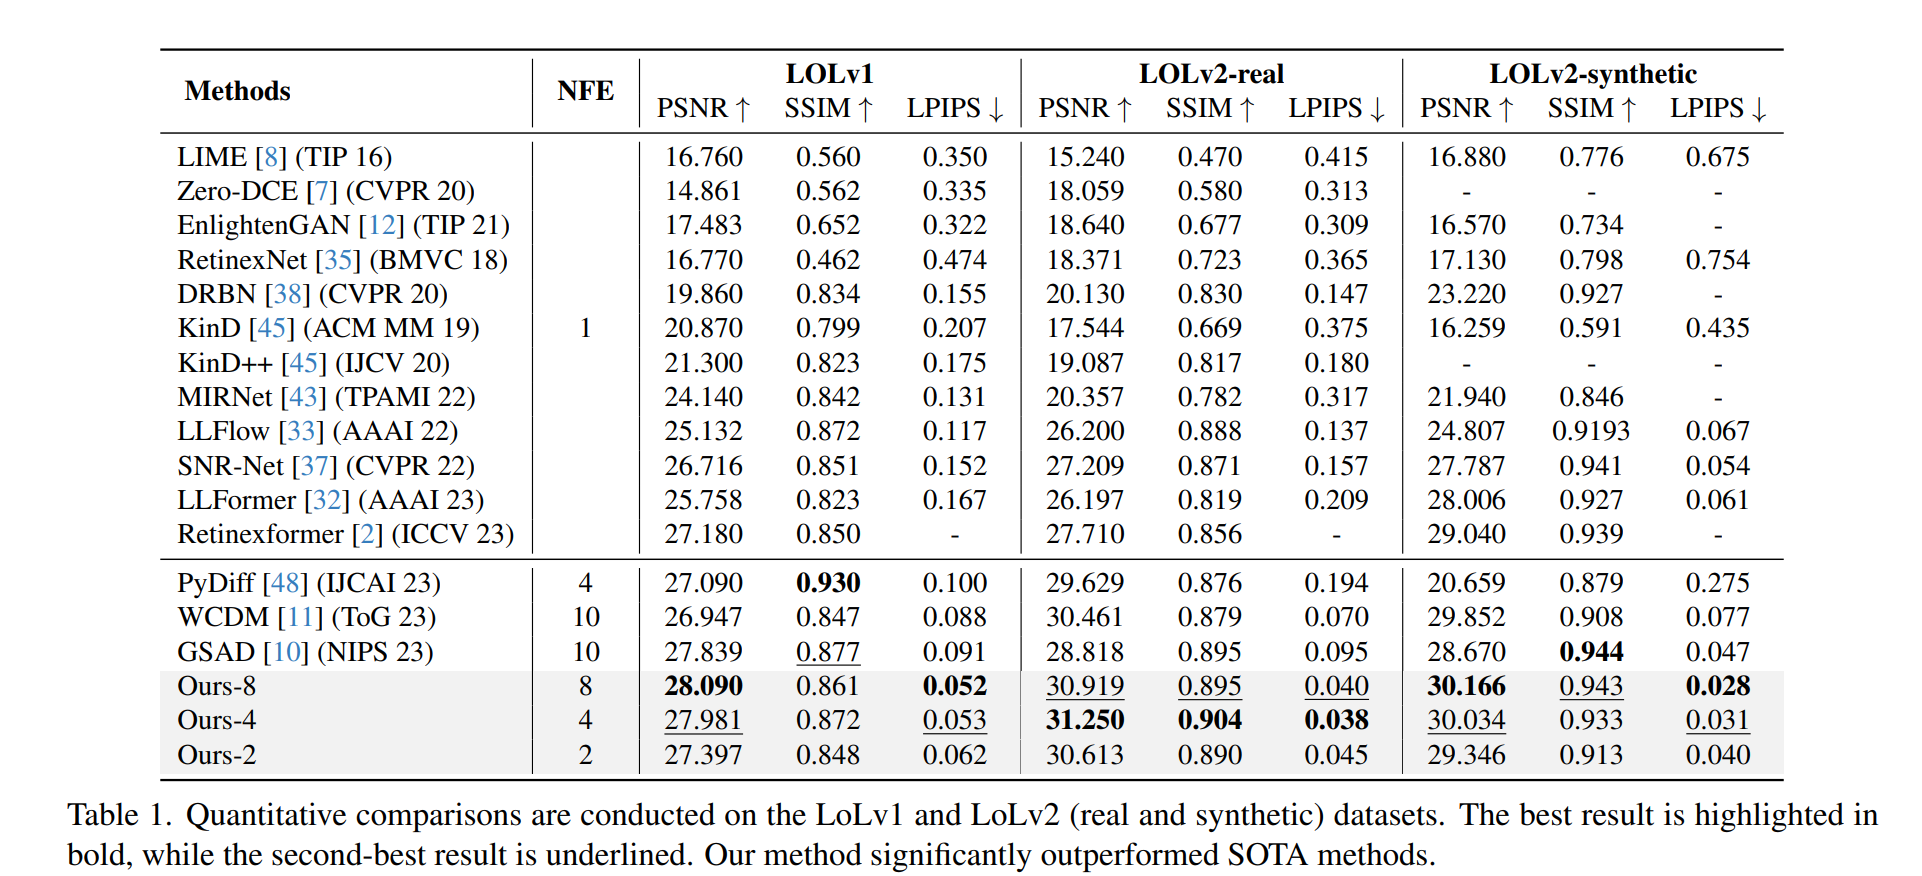 Methods NFE LOLv1 LOLv2-real LOLv2-synthetic
PSNR ↑ SSIM ↑ LPIPS ↓ PSNR ↑ SSIM ↑ LPIPS ↓ PSNR ↑ SSIM ↑ LPIPS ↓
LIME [8] (TIP 16) 16.760 0.560 0.350 15.240 0.470 0.415 16.880 0.776 0.675
Zero-DCE [7] (CVPR 20) 14.861 0.562 0.335 18.059 0.580 0.313 - - -
EnlightenGAN [12] (TIP 21) 17.483 0.652 0.322 18.640 0.677 0.309 16.570 0.734 -
RetinexNet [35] (BMVC 18) 16.770 0.462 0.474 18.371 0.723 0.365 17.130 0.798 0.754
DRBN [38] (CVPR 20) 19.860 0.834 0.155 20.130 0.830 0.147 23.220 0.927 -
KinD [45] (ACM MM 19) 1 20.870 0.799 0.207 17.544 0.669 0.375 16.259 0.591 0.435
KinD++ [45] (IJCV 20) 21.300 0.823 0.175 19.087 0.817 0.180 - - -
MIRNet [43] (TPAMI 22) 24.140 0.842 0.131 20.357 0.782 0.317 21.940 0.846 -
LLFlow [33] (AAAI 22) 25.132 0.872 0.117 26.200 0.888 0.137 24.807 0.9193 0.067
SNR-Net [37] (CVPR 22) 26.716 0.851 0.152 27.209 0.871 0.157 27.787 0.941 0.054
LLFormer [32] (AAAI 23) 25.758 0.823 0.167 26.197 0.819 0.209 28.006 0.927 0.061
Retinexformer [2] (ICCV 23) 27.180 0.850 - 27.710 0.856 - 29.040 0.939 -
PyDiff [48] (IJCAI 23) 4 27.090 0.930 0.100 29.629 0.876 0.194 20.659 0.879 0.275
WCDM [11] (ToG 23) 10 26.947 0.847 0.088 30.461 0.879 0.070 29.852 0.908 0.077
GSAD [10] (NIPS 23) 10 27.839 0.877 0.091 28.818 0.895 0.095 28.670 0.944 0.047
Ours-8 8 28.090 0.861 0.052 30.919 0.895 0.040 30.166 0.943 0.028
Ours-4 4 27.981 0.872 0.053 31.250 0.904 0.038 30.034 0.933 0.031
Ours-2 2 27.397 0.848 0.062 30.613 0.890 0.045 29.346 0.913 0.040
Table 1. Quantitative comparisons are conducted on the LoLv1 and LoLv2 (real and synthetic) datasets. The best result is highlighted in
bold, while the second-best result is underlined. Our method significantly outperformed SOTA methods.